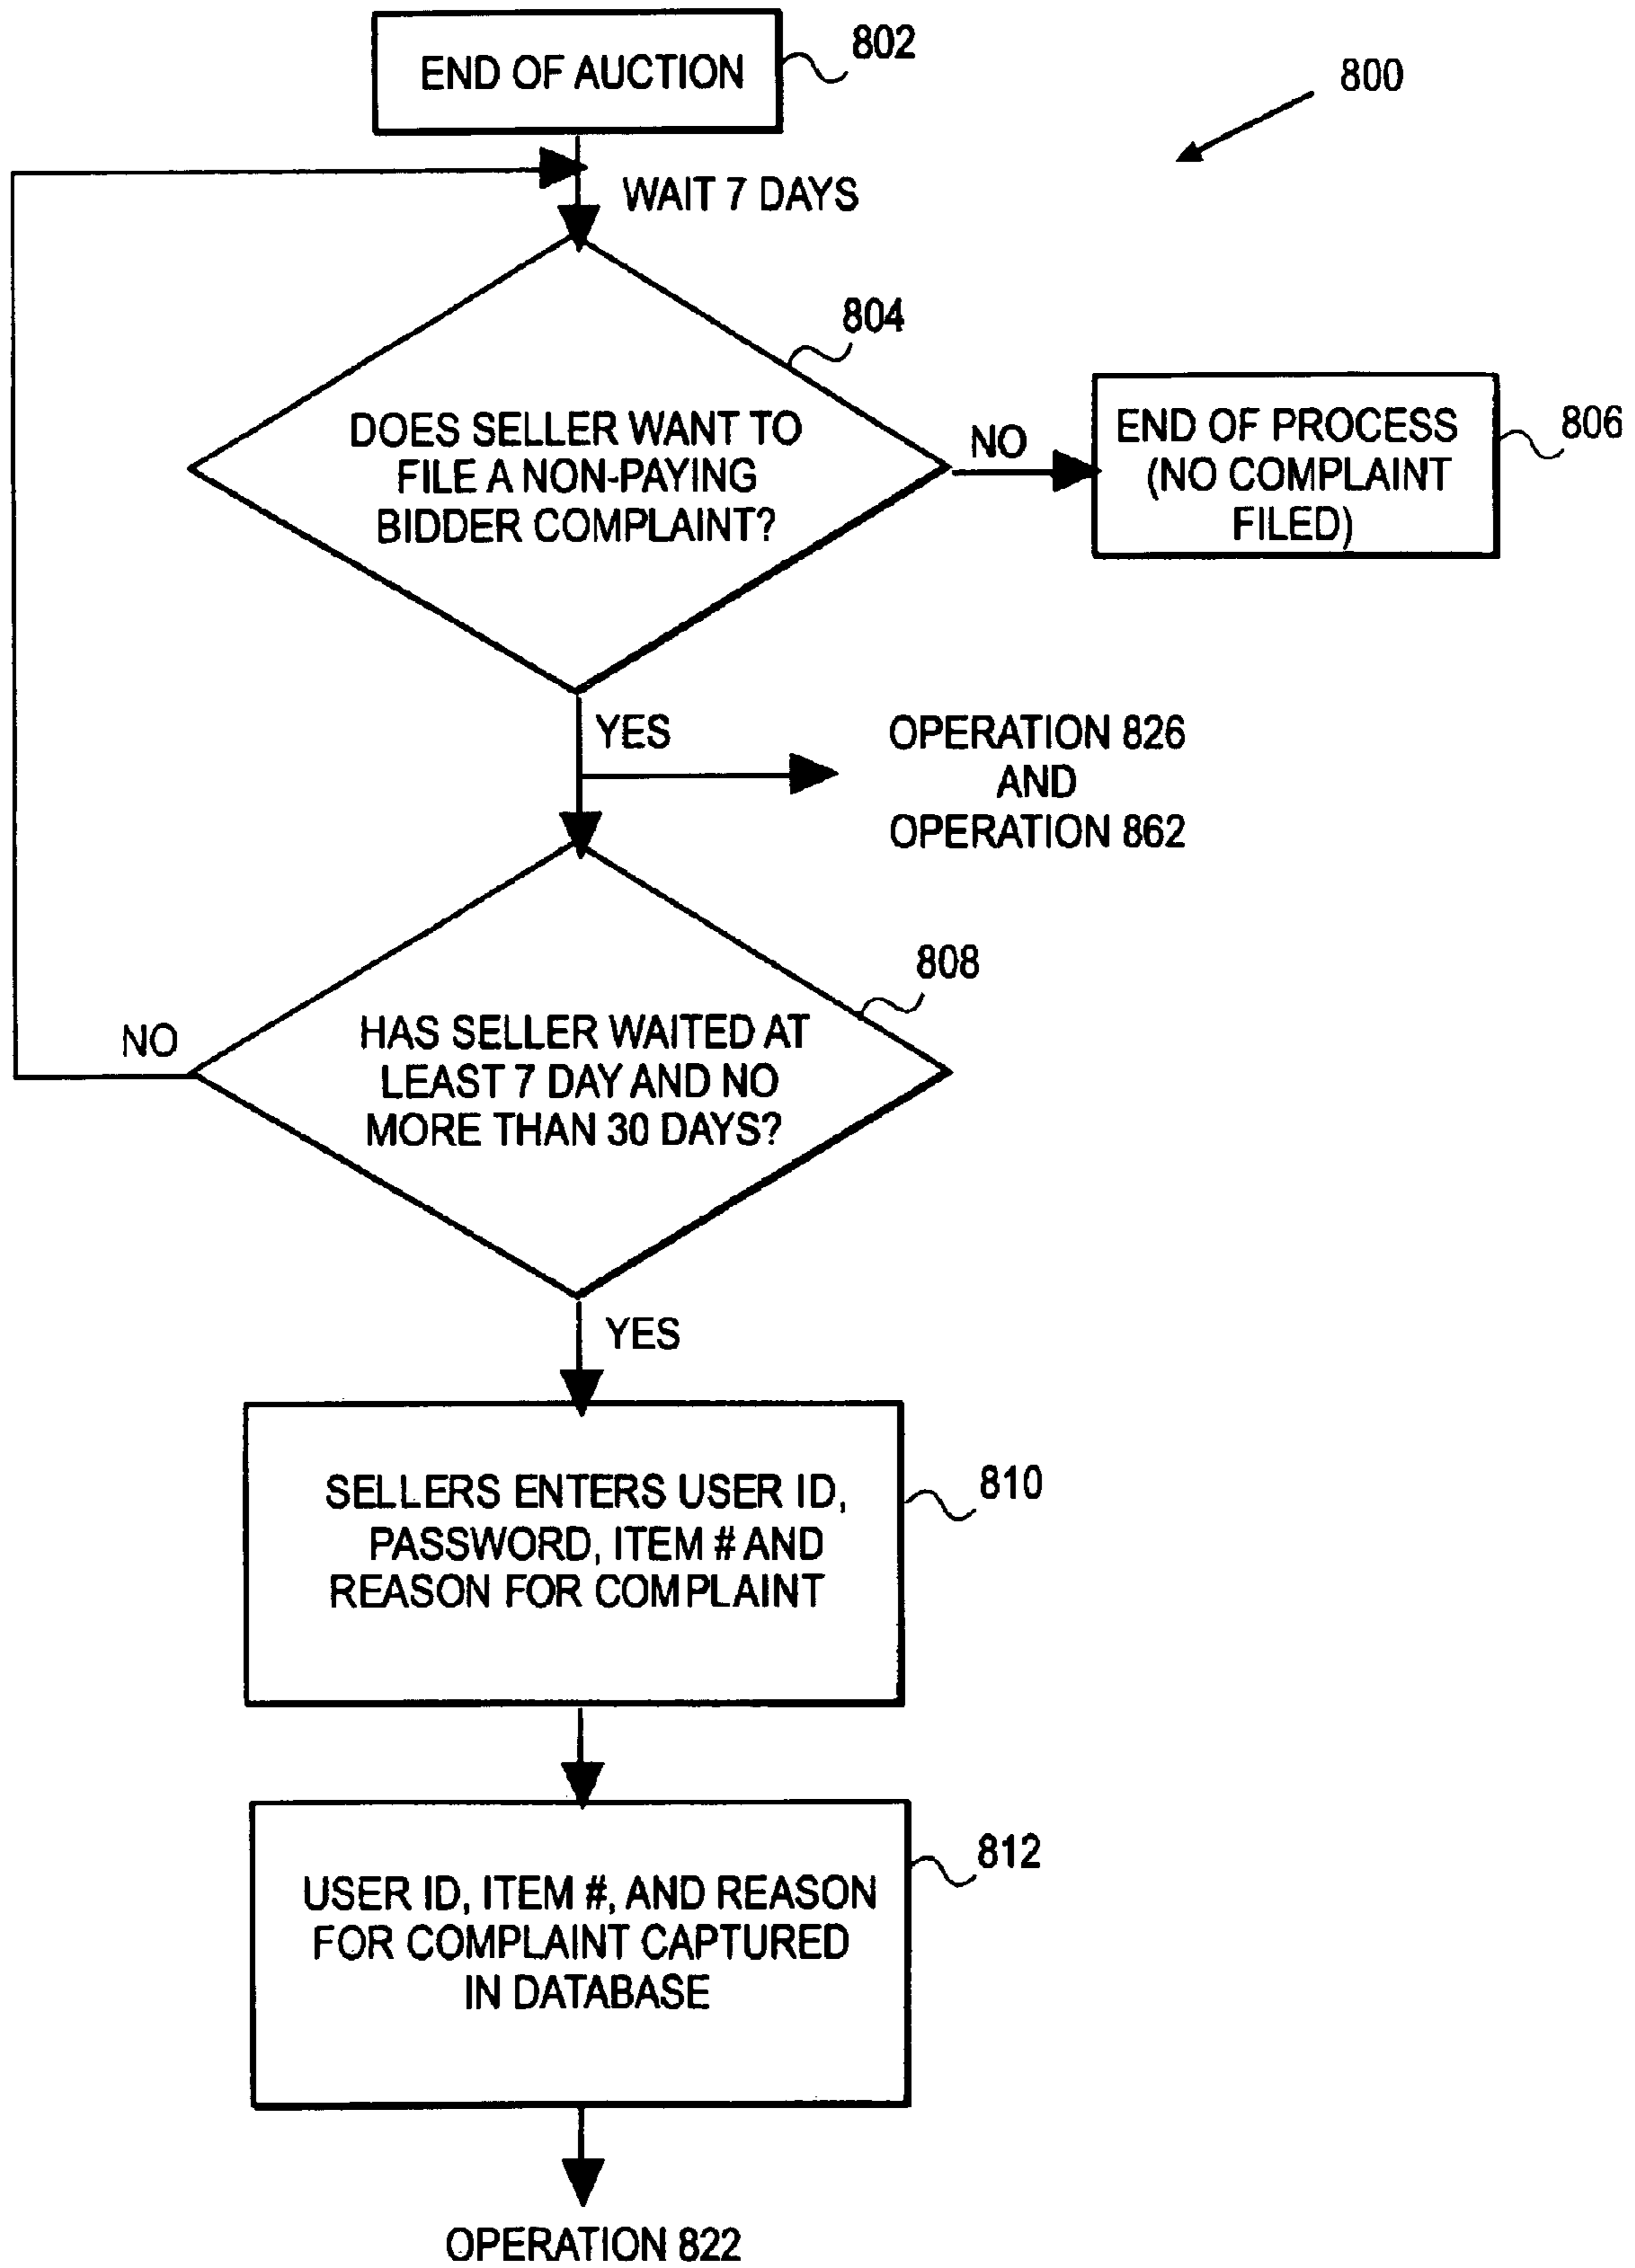 END OF AUCTION
802
800
WAIT 7 DAYS
804
DOES SELLER WANT TO
FILE A NON-PAYING
BIDDER COMPLAINT?
NO
END OF PROCESS
(NO COMPLAINT
FILED)
806
YES
OPERATION 826
AND
OPERATION 862
808
NO
HAS SELLER WAITED AT
LEAST 7 DAY AND NO
MORE THAN 30 DAYS?
YES
SELLERS ENTERS USER ID,
PASSWORD, ITEM # AND
REASON FOR COMPLAINT
810
USER ID, ITEM #, AND REASON
FOR COMPLAINT CAPTURED
IN DATABASE
812
OPERATION 822